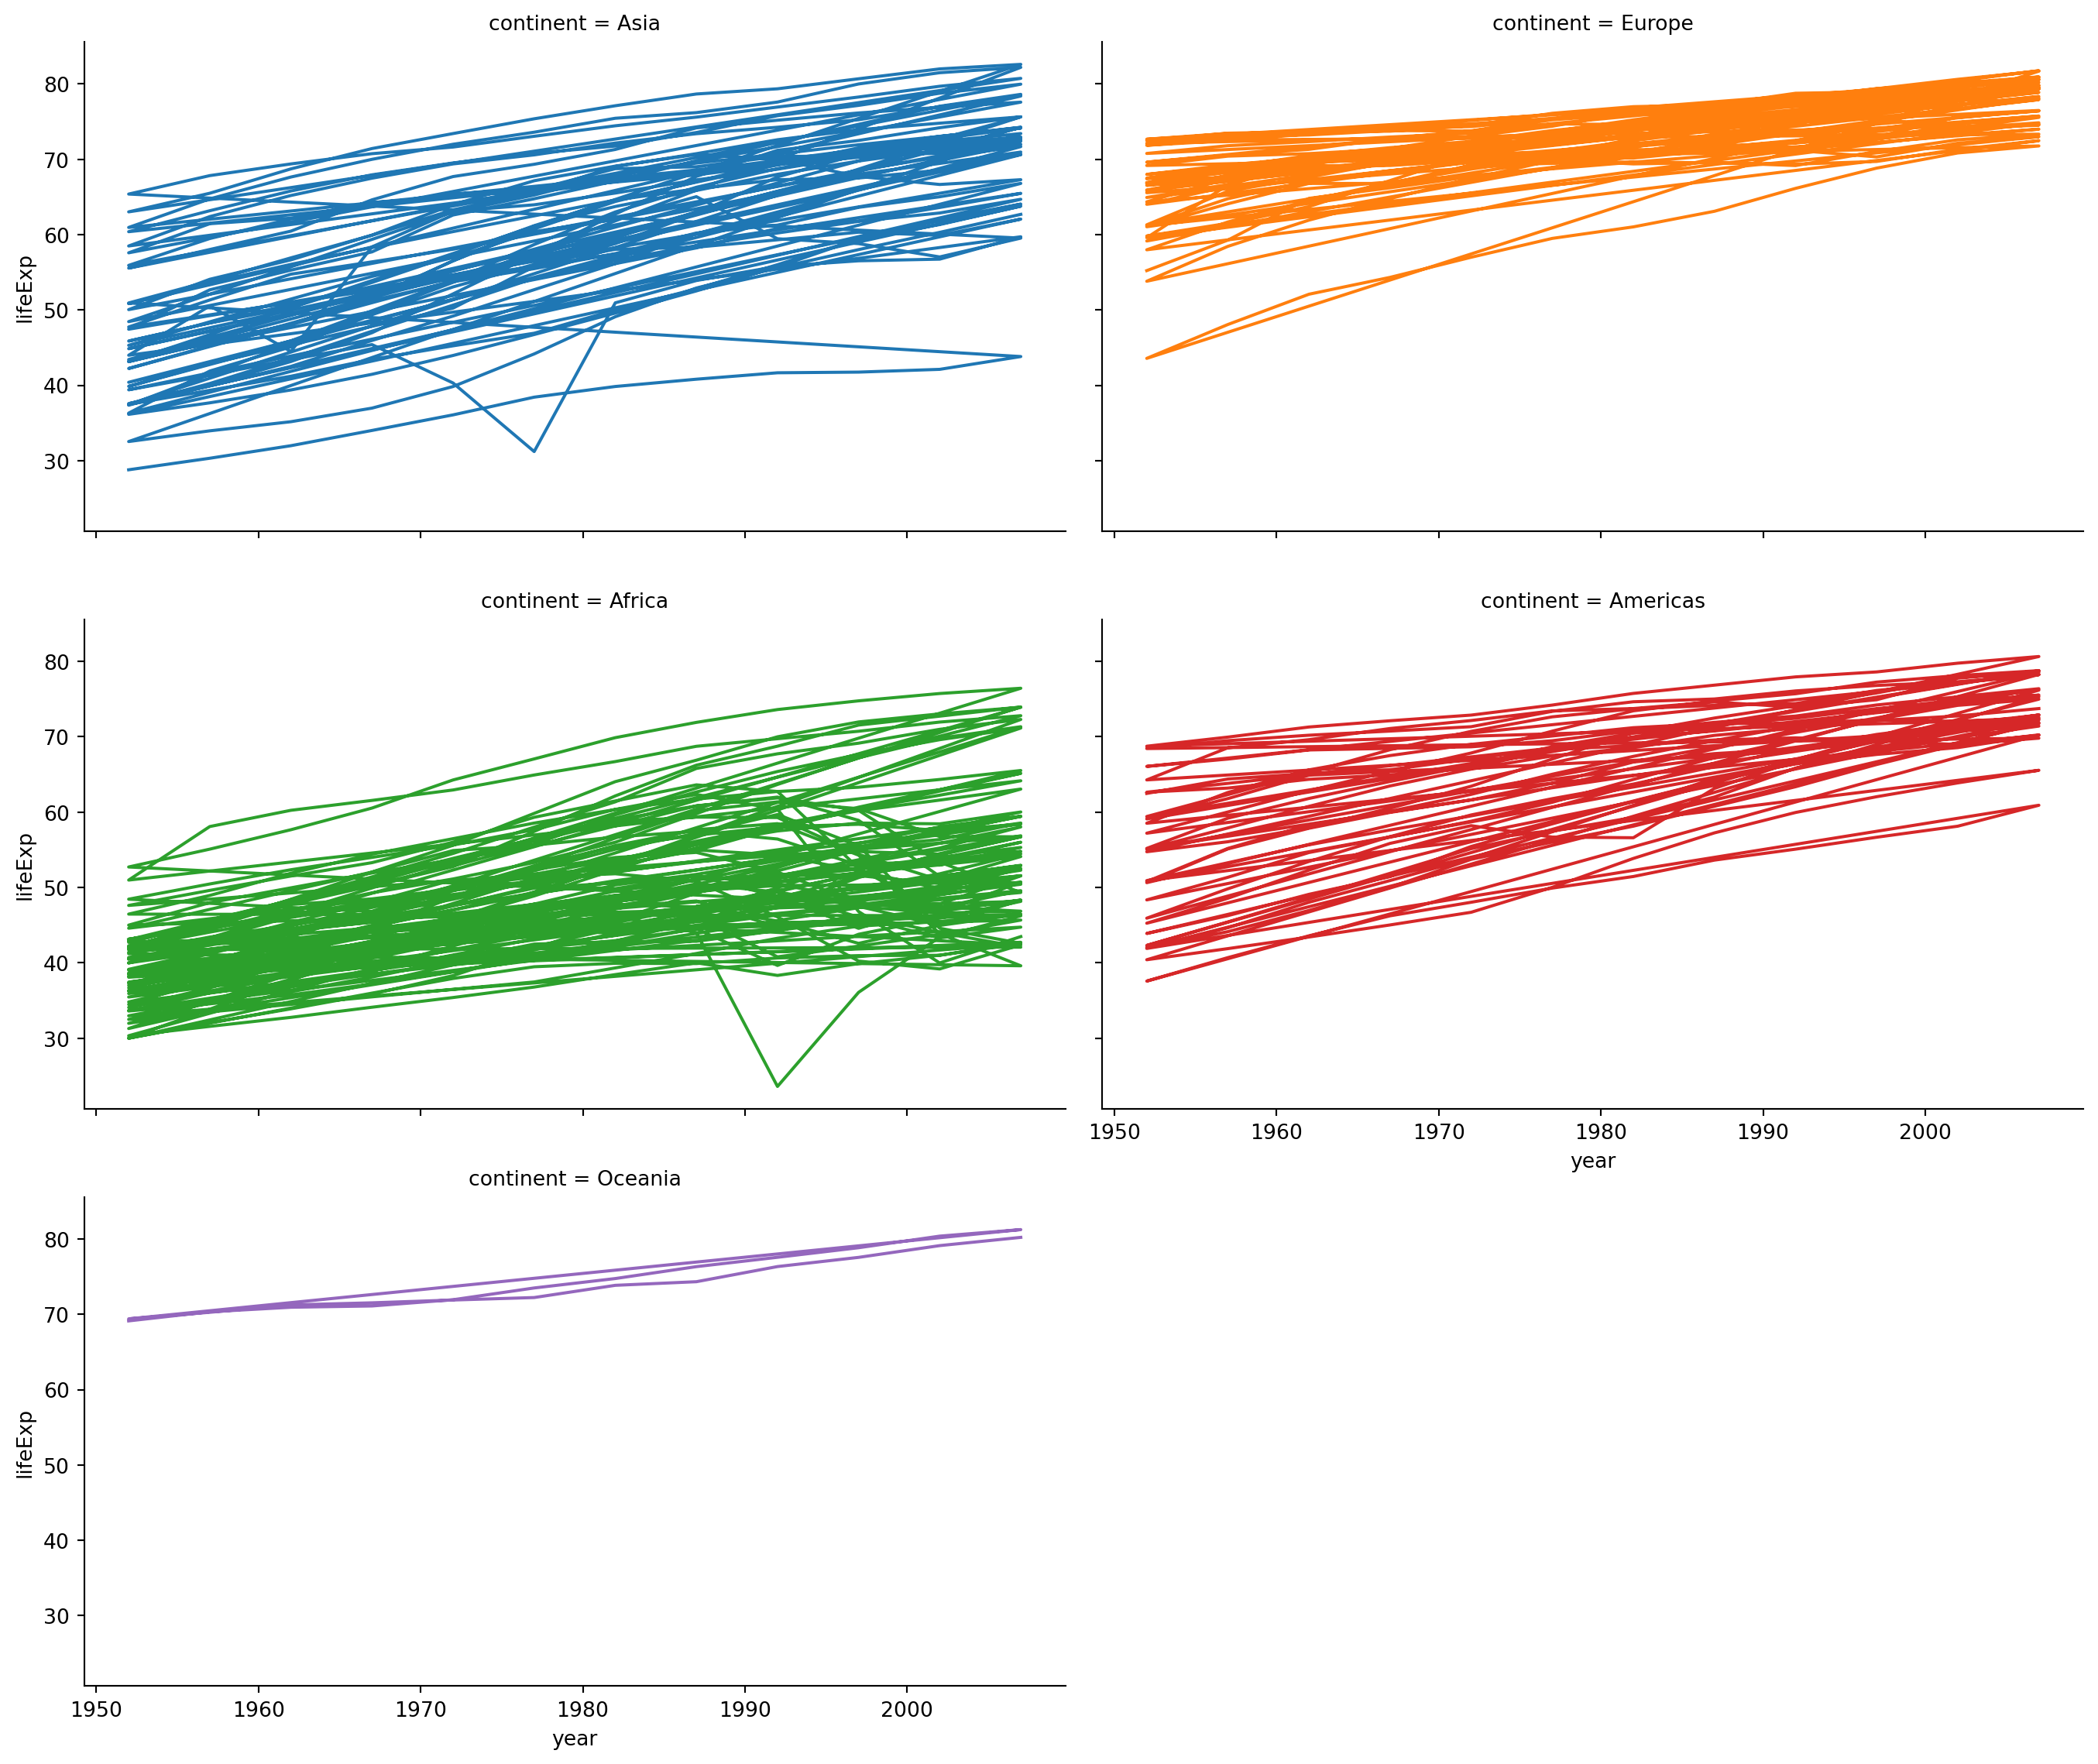 continent = Asia
continent = Europe
80
70
60
50
40
30
lifeExp
continent = Africa
continent = Americas
80
70
60
50
40
30
lifeExp
1950 1960 1970 1980 1990 2000
year
continent = Oceania
80
70
60
50
40
30
lifeExp
1950 1960 1970 1980 1990 2000
year